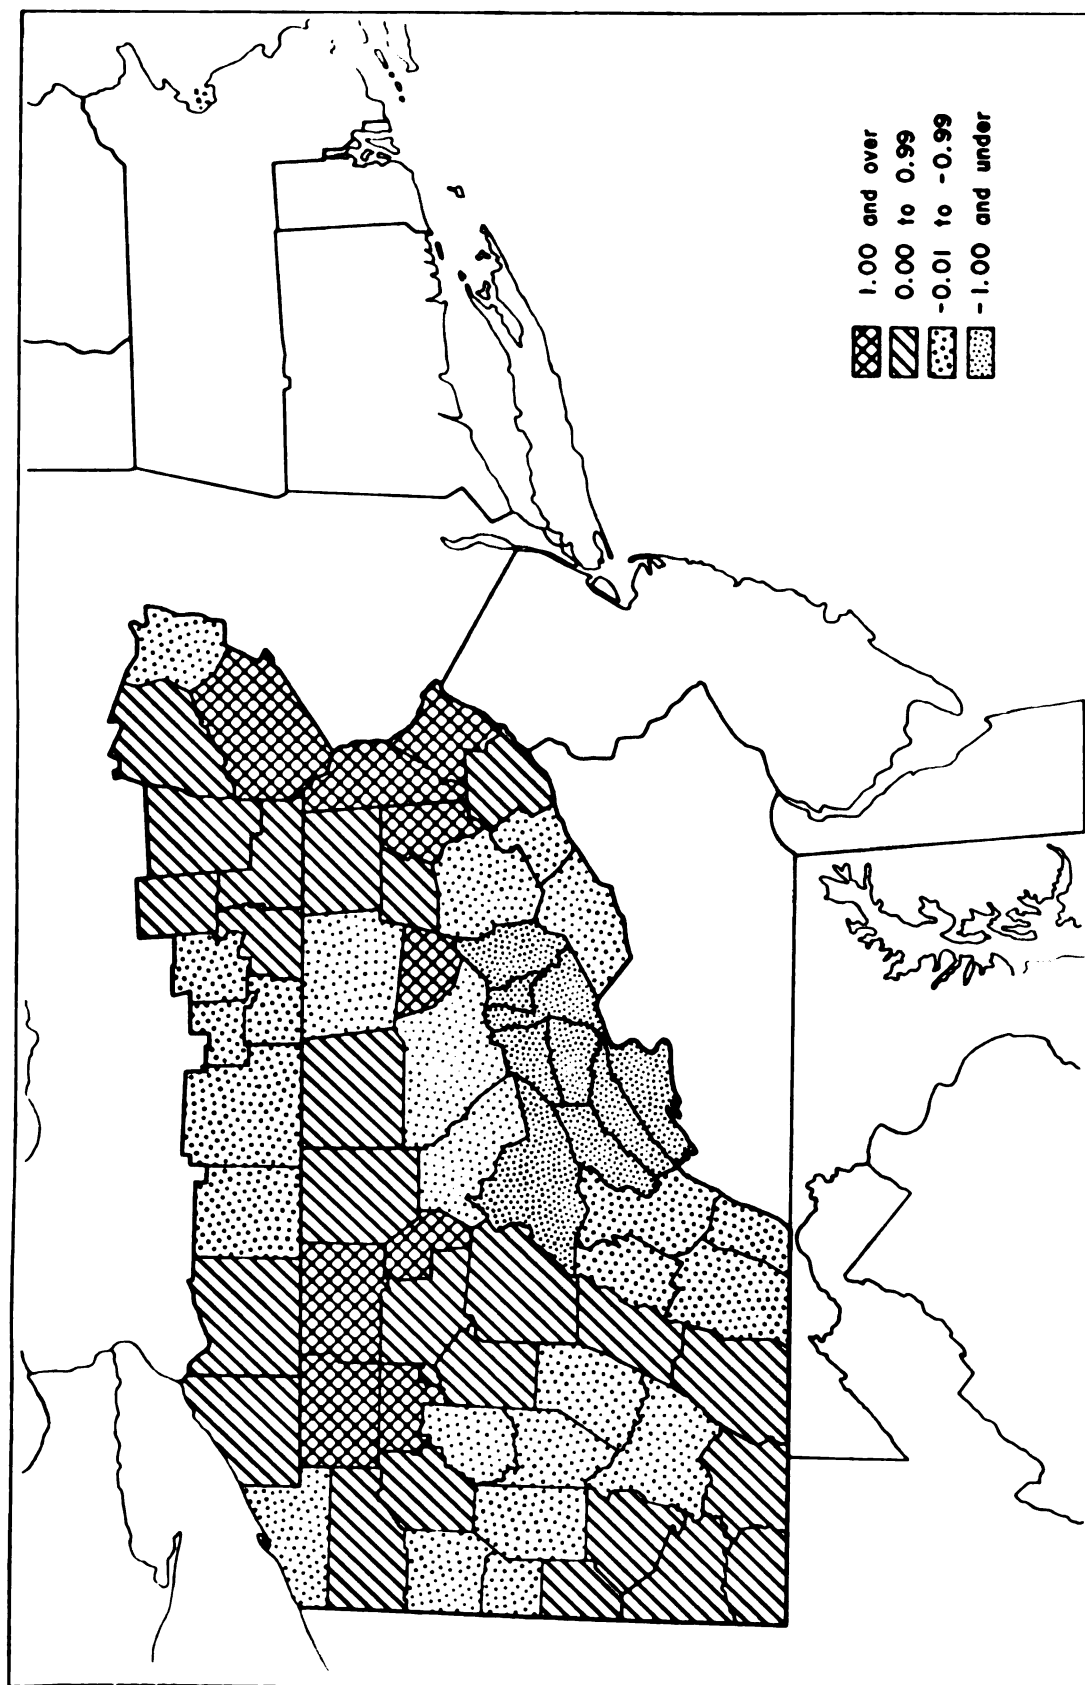 1.00 and over
0.00 to 0.99
-0.01 to -0.99
-1.00 and under